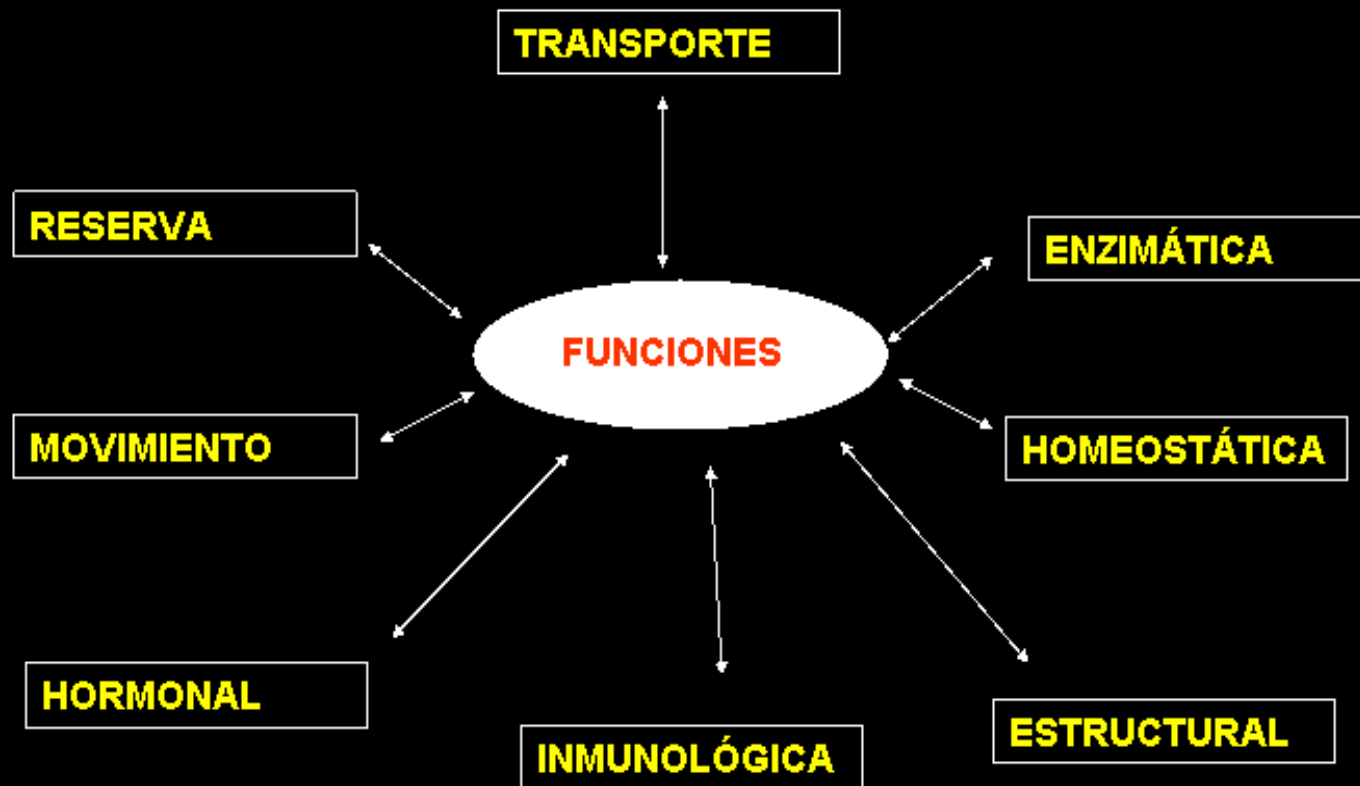 TRANSPORTE
RESERVA
ENZIMÁTICA
FUNCIONES
MOVIMIENTO
HOMEOSTÁTICA
HORMONAL
ESTRUCTURAL
INMUNOLÓGICA